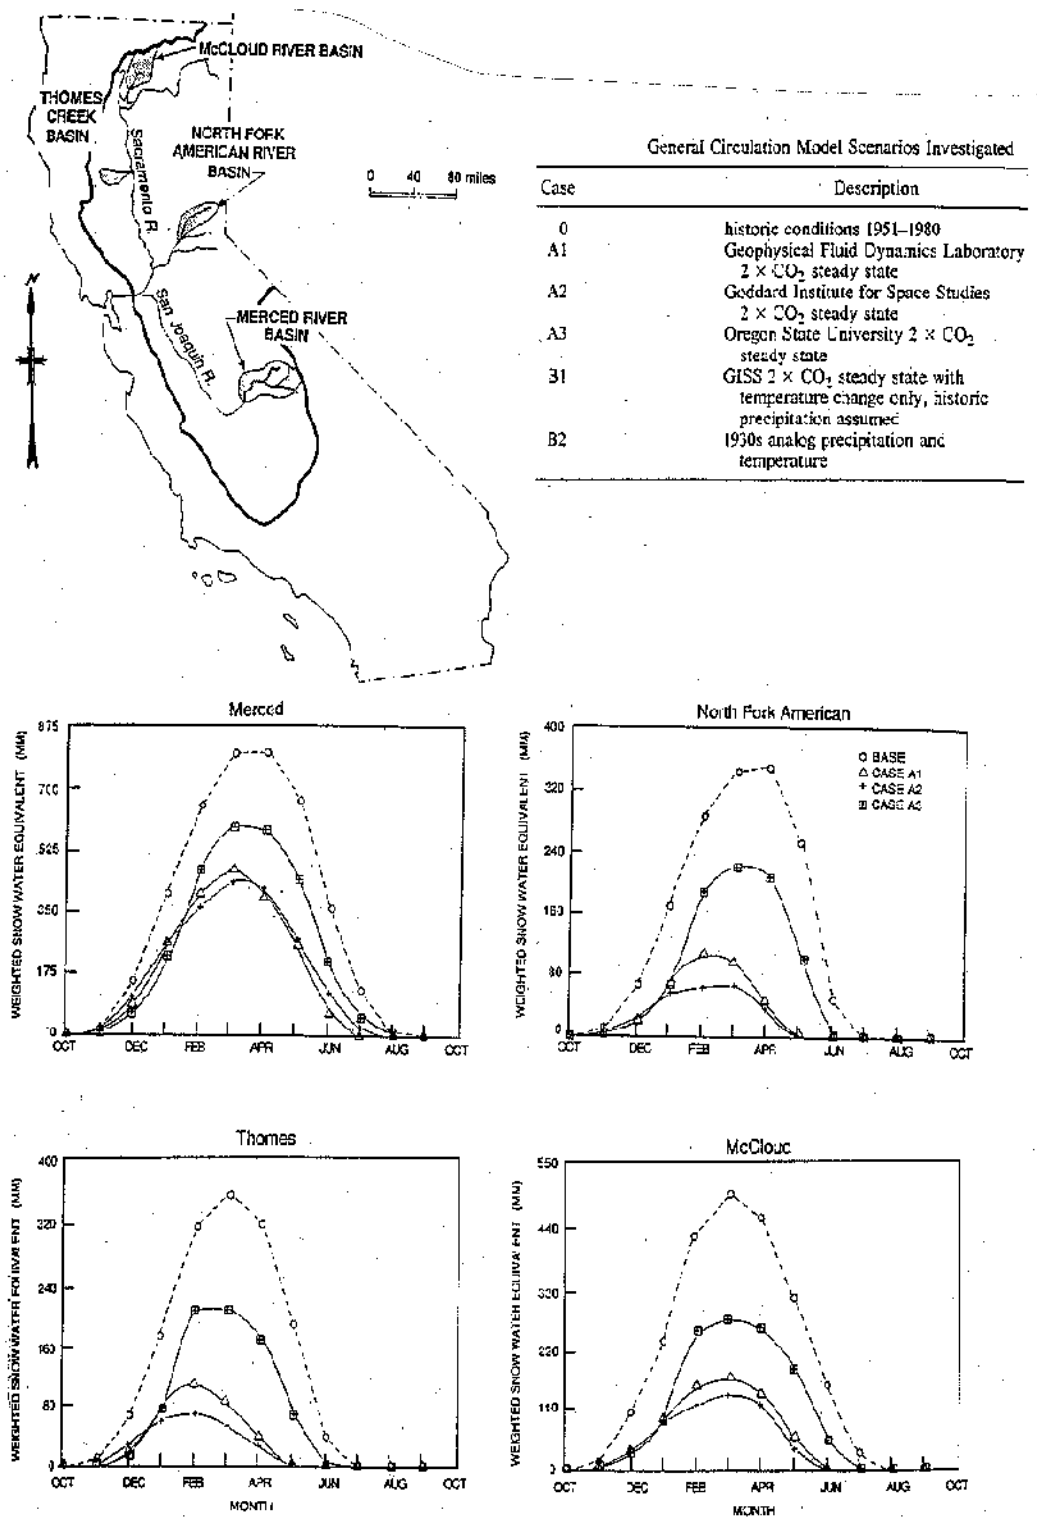 McCLOUD RIVER BASIN
THOMES
CREEK
BASIN
Sacramento R.
NORTH FORK
AMERICAN RIVER
BASIN
0 40 80 miles
N
San Joaquin R.
MERCED RIVER
BASIN
General Circulation Model Scenarios Investigated
Case Description
0 historic conditions 1951–1980
A1 Geophysical Fluid Dynamics Laboratory
2 × CO2 steady state
A2 Goddard Institute for Space Studies
2 × CO2 steady state
A3 Oregon State University 2 × CO2
steady state
B1 GISS 2 × CO2 steady state with
temperature change only, historic
precipitation assumed
B2 1930s analog precipitation and
temperature
Merced
WEIGHTED SNOW WATER EQUIVALENT (MM)
875
700
525
250
175
0
OCT DEC FEB APR JUN AUG OCT
North Fork American
WEIGHTED SNOW WATER EQUIVALENT (MM)
400
320
240
160
80
0
BASE
CASE A1
CASE A2
CASE A3
OCT DEC FEB APR JUN AUG OCT
Thomes
WEIGHTED SNOW WATER EQUIVALENT (MM)
400
320
240
160
80
0
OCT DEC FEB APR JUN AUG OCT
MONTH
McCloud
WEIGHTED SNOW WATER EQUIVALENT (MM)
550
440
330
220
110
0
OCT DEC FEB APR JUN AUG OCT
MONTH